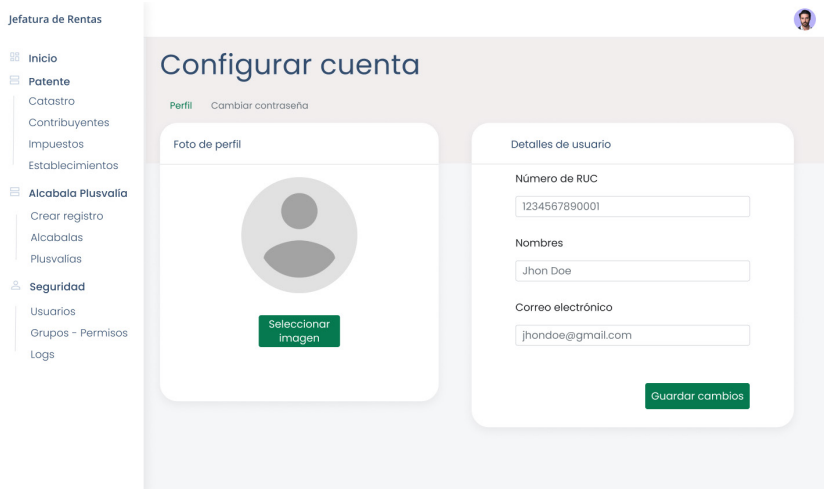 Jefatura de Rentas
Inicio
Patente
Catastro
Contribuyentes
Impuestos
Establecimientos
Alcabala Plusvalía
Crear registro
Alcabalas
Plusvalías
Seguridad
Usuarios
Grupos - Permisos
Logs
Configurar cuenta
Perfil Cambiar contraseña
Foto de perfil
Seleccionar
imagen
Detalles de usuario
Número de RUC
1234567890001
Nombres
Jhon Doe
Correo electrónico
jhondoe@gmail.com
Guardar cambios